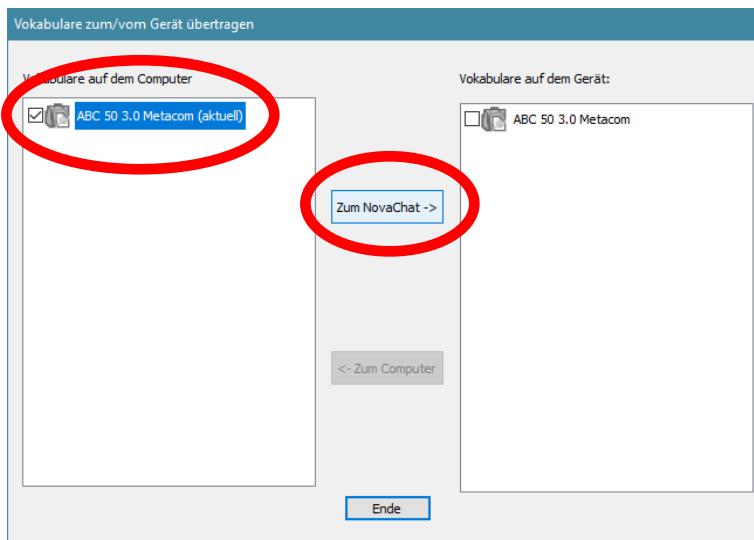 Vokabulare zum/vom Gerät übertragen
Vokabulare auf dem Computer
ABC 50 3.0 Metacom (aktuell)
Zum NovaChat ->
<- Zum Computer
Vokabulare auf dem Gerät:
ABC 50 3.0 Metacom
Ende